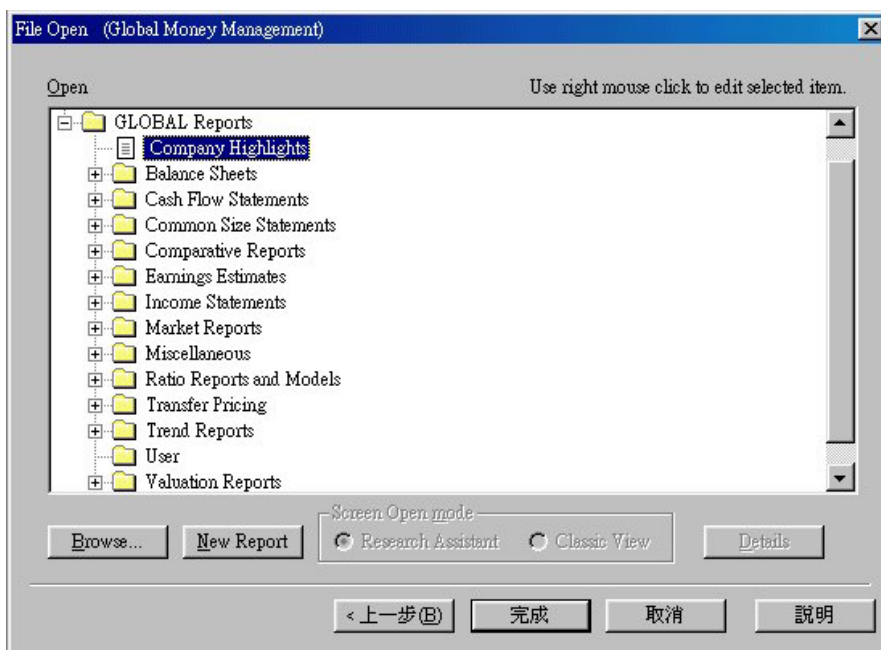 File Open (Global Money Management)
Open Use right mouse click to edit selected item.
GLOBAL Reports
Company Highlights
Balance Sheets
Cash Flow Statements
Common Size Statements
Comparative Reports
Earnings Estimates
Income Statements
Market Reports
Miscellaneous
Ratio Reports and Models
Transfer Pricing
Trend Reports
User
Valuation Reports
Screen Open mode
Browse... New Report Research Assistant Classic View Details
< 上一步(B) 完成 取消 說明